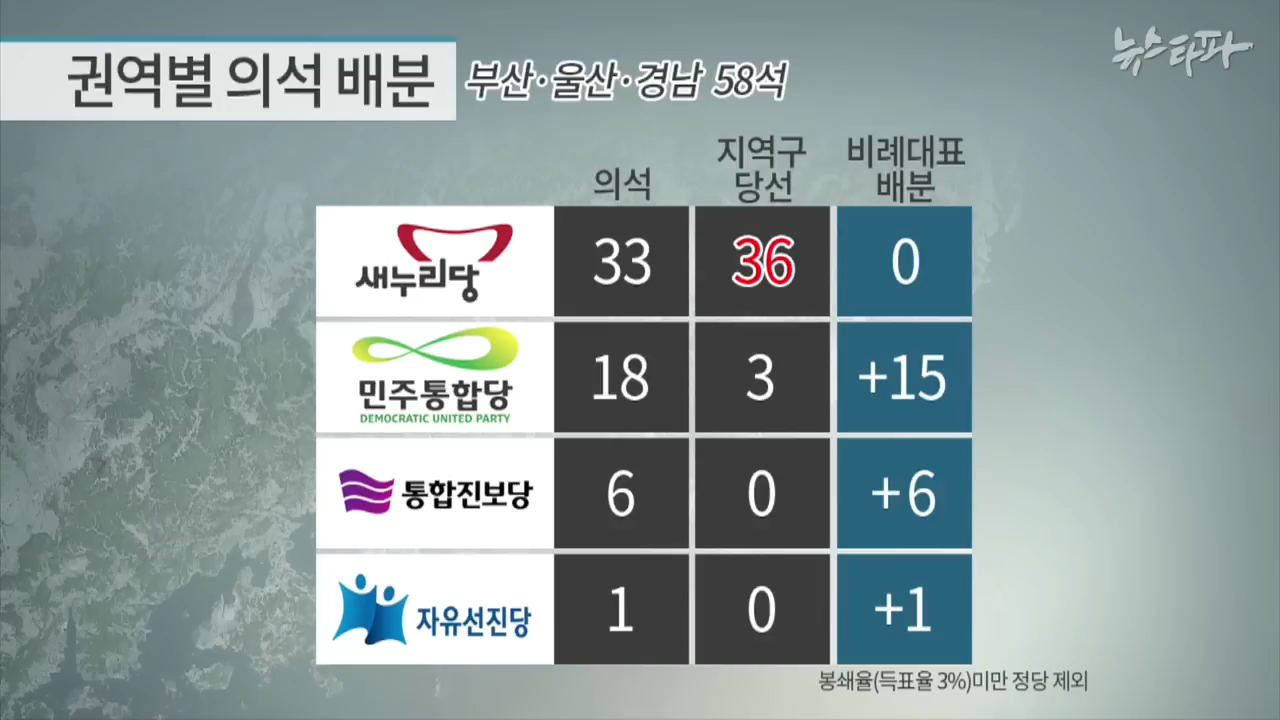 뉴스타파
권역별 의석 배분 부산·울산·경남 58석
의석 지역구 당선 비례대표 배분
새누리당 33 36 0
민주통합당 DEMOCRATIC UNITED PARTY 18 3 +15
통합진보당 6 0 +6
자유선진당 1 0 +1
봉쇄율(득표율 3%)미만 정당 제외